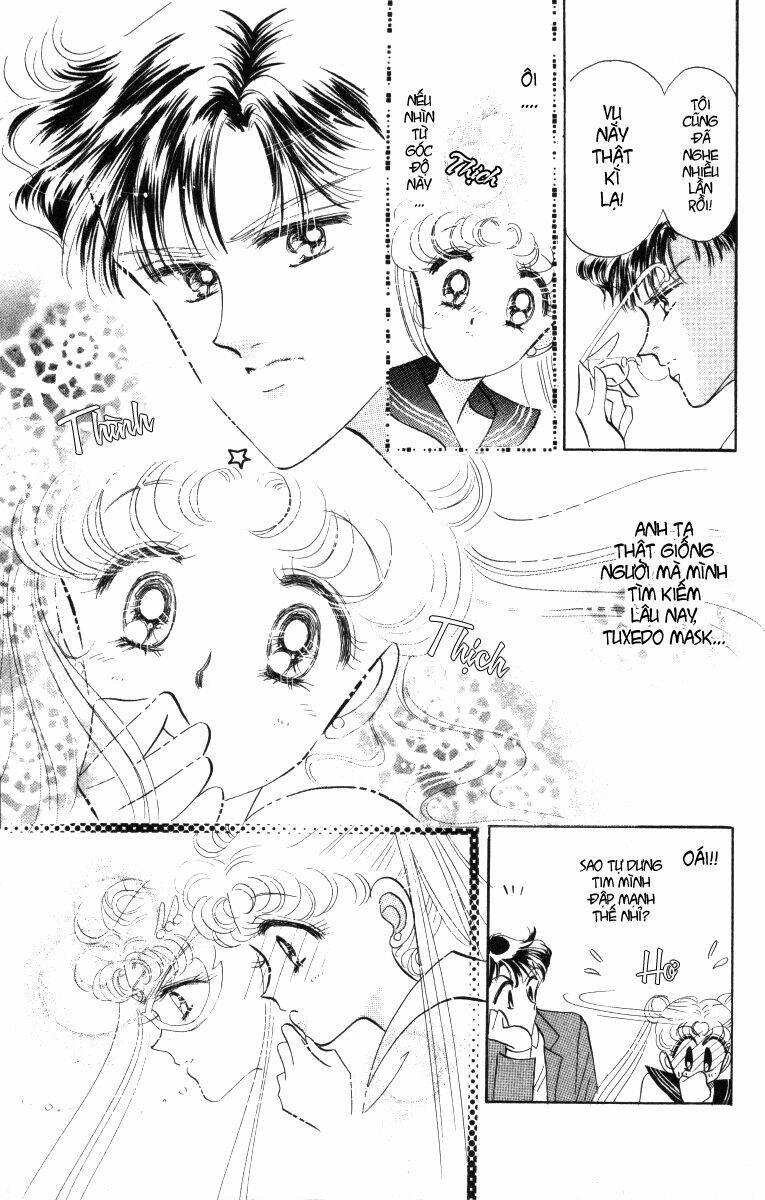 TÔI
CŨNG
ĐÃ
NGHE
NHIỀU
LẦN
RỒI!
VỤ
NÀY
THẬT
KÌ
LẠ!
ÔI
....
NẾU
NHÌN
TỪ
GÓC
ĐỘ
NÀY
...
Thịch
Thình
ANH TA
THẬT GIỐNG
NGƯỜI MÀ MÌNH
TÌM KIẾM
LÂU NAY,
TUXEDO MASK...
Thịch
OÁI!!
SAO TỰ DƯNG
TIM MÌNH
ĐẬP MẠNH
THẾ NHỈ?
Hơ